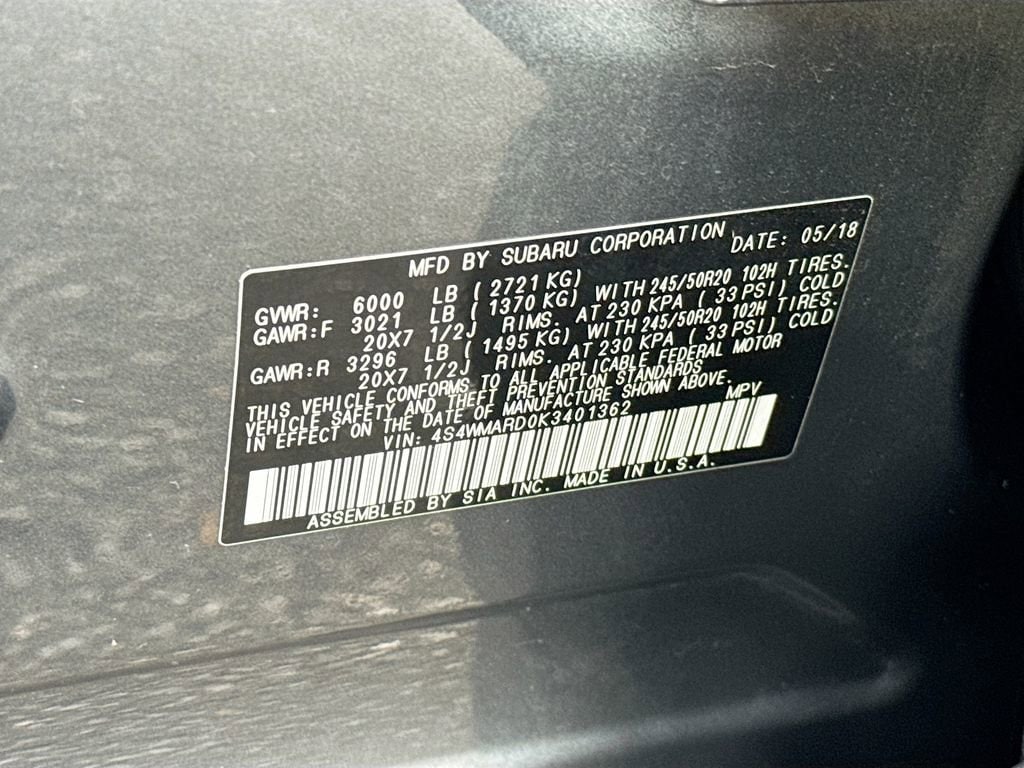 MFD BY SUBARU CORPORATION DATE: 05/18
GVWR: 6000 LB ( 2721 KG)
GAWR:F 3021 LB ( 1370 KG) WITH 245/50R20 102H TIRES.
20X7 1/2J RIMS. AT 230 KPA ( 33 PSI) COLD
GAWR:R 3296 LB ( 1495 KG) WITH 245/50R20 102H TIRES.
20X7 1/2J RIMS. AT 230 KPA ( 33 PSI) COLD
THIS VEHICLE CONFORMS TO ALL APPLICABLE FEDERAL MOTOR
VEHICLE SAFETY AND THEFT PREVENTION STANDARDS
IN EFFECT ON THE DATE OF MANUFACTURE SHOWN ABOVE.
VIN: 4S4WMARD0K3401362 MPV
ASSEMBLED BY SIA INC. MADE IN U.S.A.